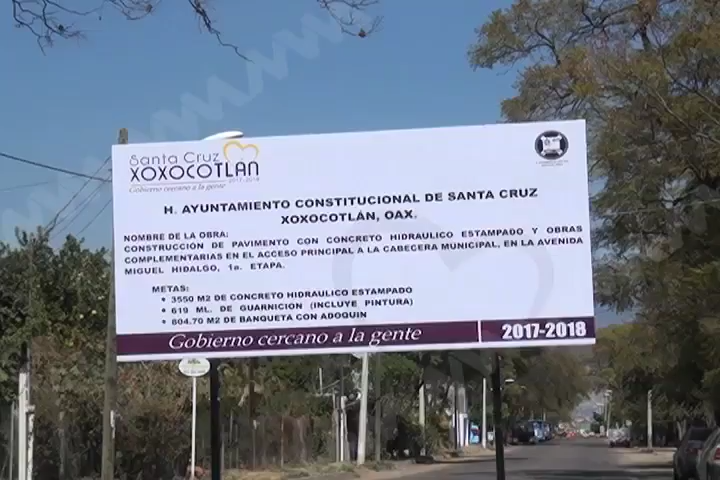 Santa Cruz
XOXOCOTLÁN
2017-2018
Gobierno cercano a la gente
H. AYUNTAMIENTO CONSTITUCIONAL DE SANTA CRUZ
XOXOCOTLÁN, OAX.
NOMBRE DE LA OBRA:
CONSTRUCCIÓN DE PAVIMENTO CON CONCRETO HIDRAULICO ESTAMPADO Y OBRAS
COMPLEMENTARIAS EN EL ACCESO PRINCIPAL A LA CABECERA MUNICIPAL, EN LA AVENIDA
MIGUEL HIDALGO, 1a. ETAPA.
METAS:
• 3550 M2 DE CONCRETO HIDRAULICO ESTAMPADO
• 619 ML. DE GUARNICION (INCLUYE PINTURA)
• 804.70 M2 DE BANQUETA CON ADOQUIN
Gobierno cercano a la gente
2017-2018